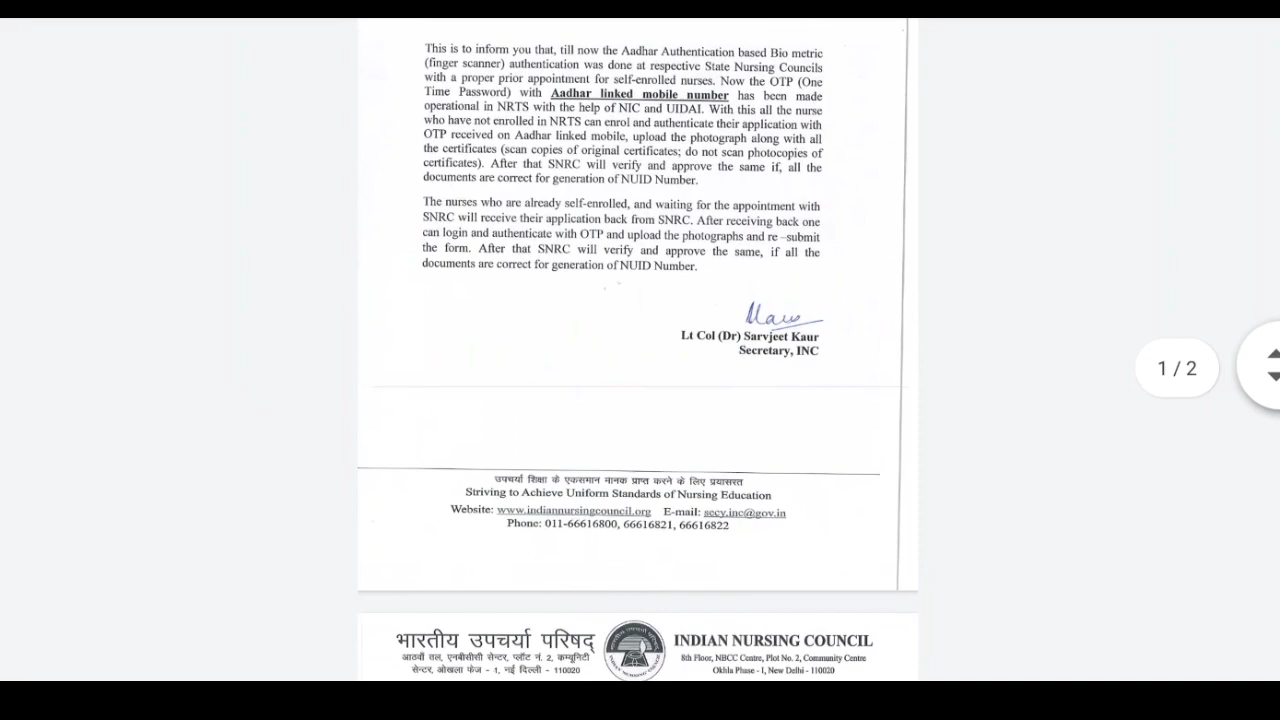 This is to inform you that, till now the Aadhar Authentication based Bio metric
(finger scanner) authentication was done at respective State Nursing Councils
with a proper prior appointment for self-enrolled nurses. Now the OTP (One
Time Password) with Aadhar linked mobile number has been made
operational in NRTS with the help of NIC and UIDAI. With this all the nurse
who have not enrolled in NRTS can enrol and authenticate their application with
OTP received on Aadhar linked mobile, upload the photograph along with all
the certificates (scan copies of original certificates; do not scan photocopies of
certificates). After that SNRC will verify and approve the same if, all the
documents are correct for generation of NUID Number.
The nurses who are already self-enrolled, and waiting for the appointment with
SNRC will receive their application back from SNRC. After receiving back one
can login and authenticate with OTP and upload the photographs and re –submit
the form. After that SNRC will verify and approve the same, if all the
documents are correct for generation of NUID Number.
Lt Col (Dr) Sarvjeet Kaur
Secretary, INC
1 / 2
उपचर्या शिक्षा के एकसमान मानक प्राप्त करने के लिए प्रयासरत
Striving to Achieve Uniform Standards of Nursing Education
Website: www.indiannursingcouncil.org E-mail: secy.inc@gov.in
Phone: 011-66616800, 66616821, 66616822
भारतीय उपचर्या परिषद्
आठवाँ तल, एनबीसीसी सेन्टर, प्लॉट नं. 2, कम्यूनिटी
सेन्टर, ओखला फेज - 1, नई दिल्ली - 110020
INDIAN NURSING COUNCIL
8th Floor, NBCC Centre, Plot No. 2, Community Centre
Okhla Phase - I, New Delhi - 110020